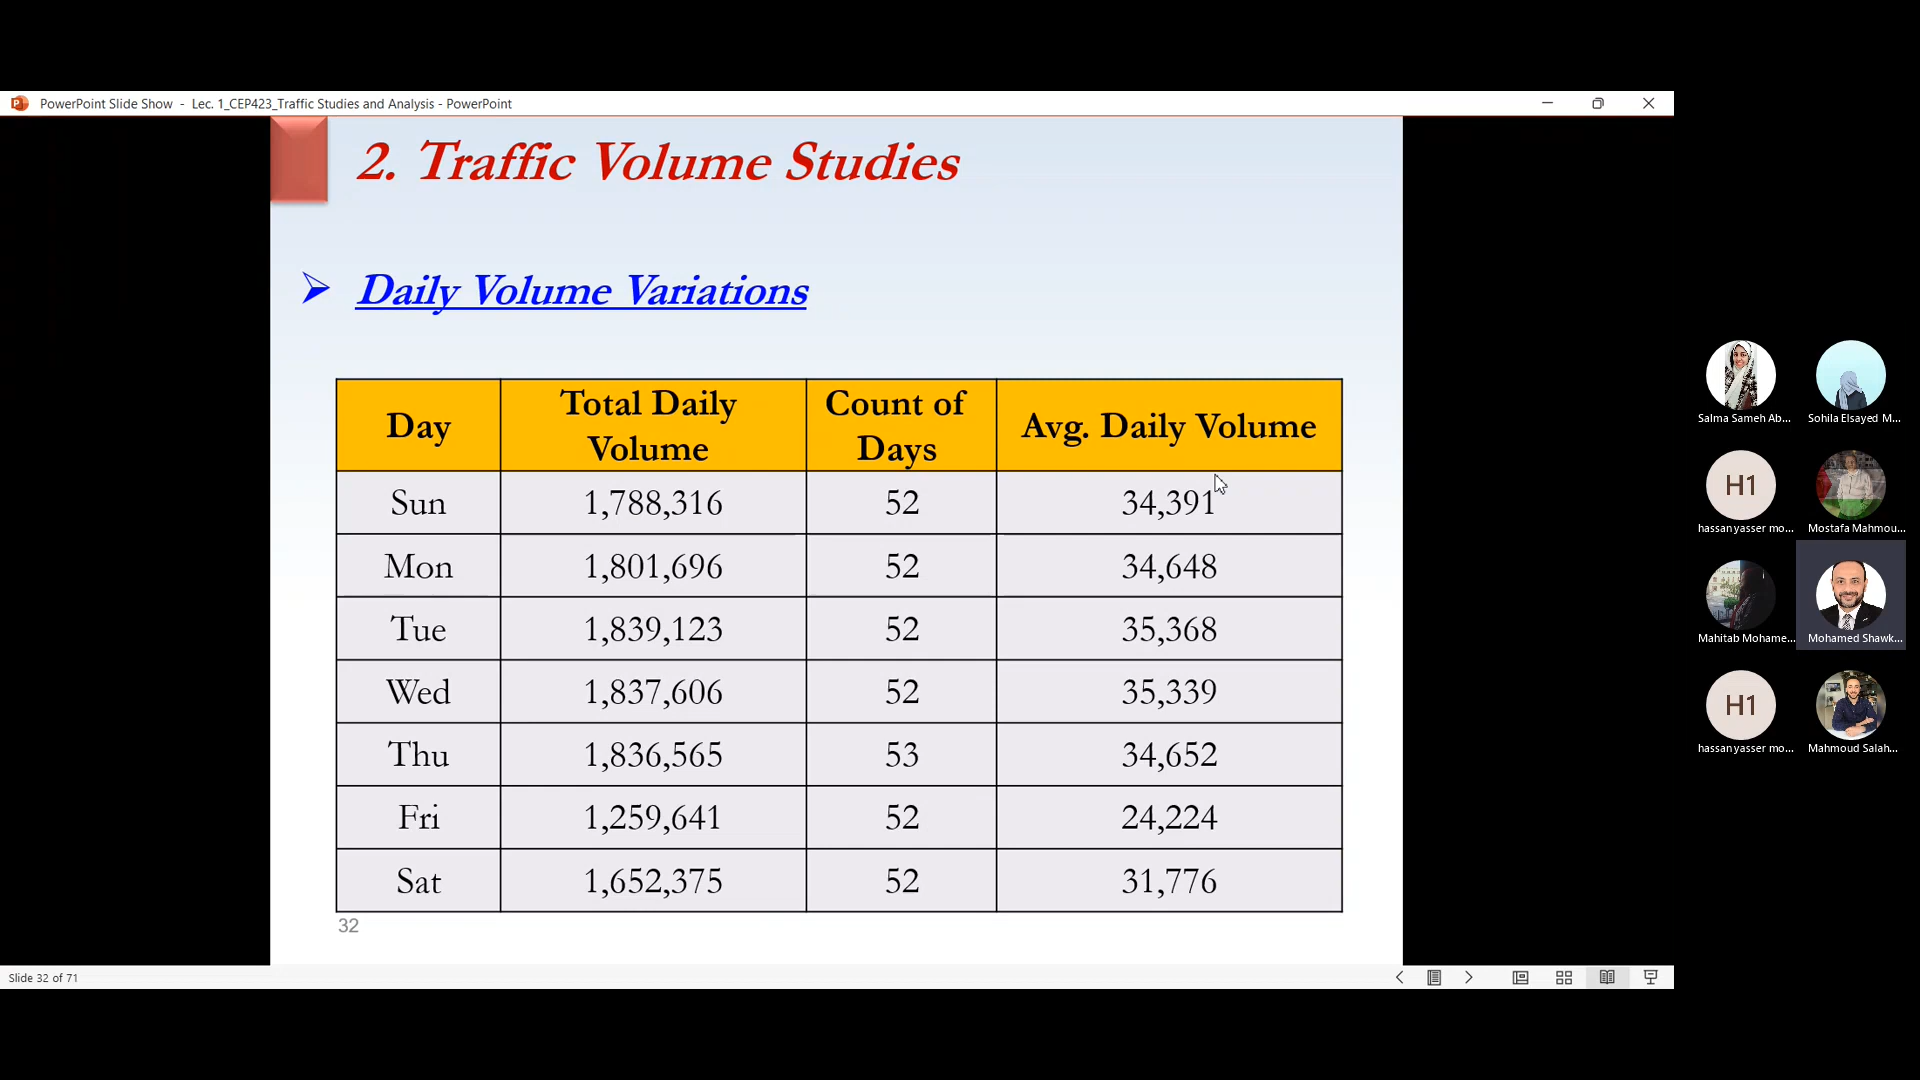 PowerPoint Slide Show - Lec. 1_CEP423_Traffic Studies and Analysis - PowerPoint
2. Traffic Volume Studies
Daily Volume Variations
Day Total Daily Volume Count of Days Avg. Daily Volume
Sun 1,788,316 52 34,391
Mon 1,801,696 52 34,648
Tue 1,839,123 52 35,368
Wed 1,837,606 52 35,339
Thu 1,836,565 53 34,652
Fri 1,259,641 52 24,224
Sat 1,652,375 52 31,776
32
Slide 32 of 71
Salma Sameh Ab... Sohila Elsayed M...
H1
hassan yasser mo... Mostafa Mahmou...
Mahitab Mohame... Mohamed Shawk...
H1
hassan yasser mo... Mahmoud Salah...